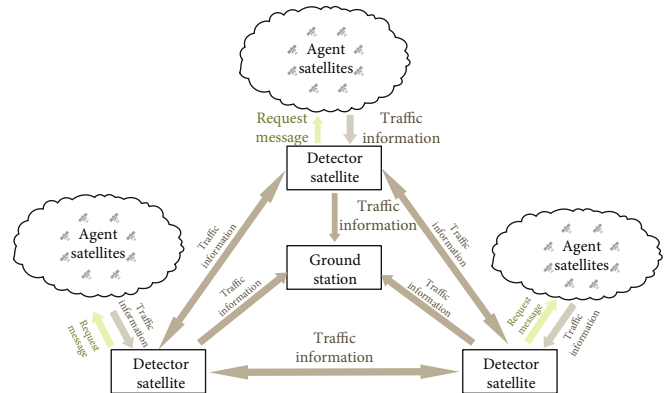 Agent
satellites
Request
message
Traffic
information
Detector
satellite
Traffic
information
Traffic
information
Traffic
information
Agent
satellites
Agent
satellites
Ground
station
Traffic
information
Traffic
information
Request
message
Traffic
information
Request
message
Traffic
information
Detector
satellite
Traffic
information
Detector
satellite